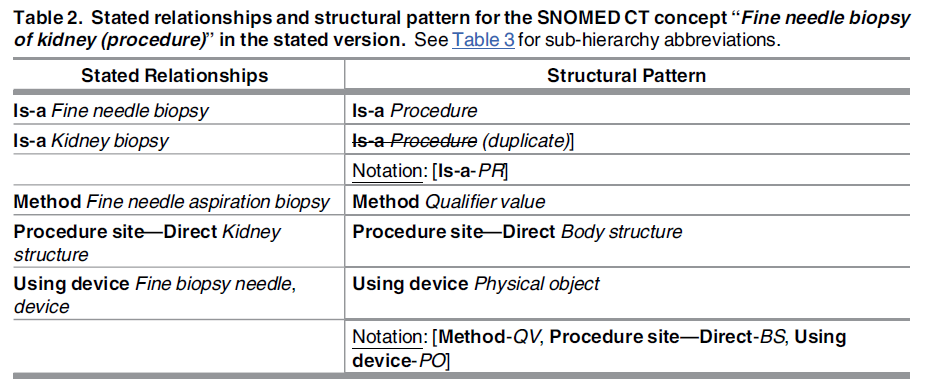 Table 2. Stated relationships and structural pattern for the SNOMED CT concept “Fine needle biopsy
of kidney (procedure)” in the stated version. See Table 3 for sub-hierarchy abbreviations.
Stated Relationships Structural Pattern
Is-a Fine needle biopsy Is-a Procedure
Is-a Kidney biopsy Is-a Procedure (duplicate)]
Notation: [Is-a-PR]
Method Fine needle aspiration biopsy Method Qualifier value
Procedure site—Direct Kidney Procedure site—Direct Body structure
structure
Using device Fine biopsy needle, Using device Physical object
device
Notation: [Method-QV, Procedure site—Direct-BS, Using
device-PO]